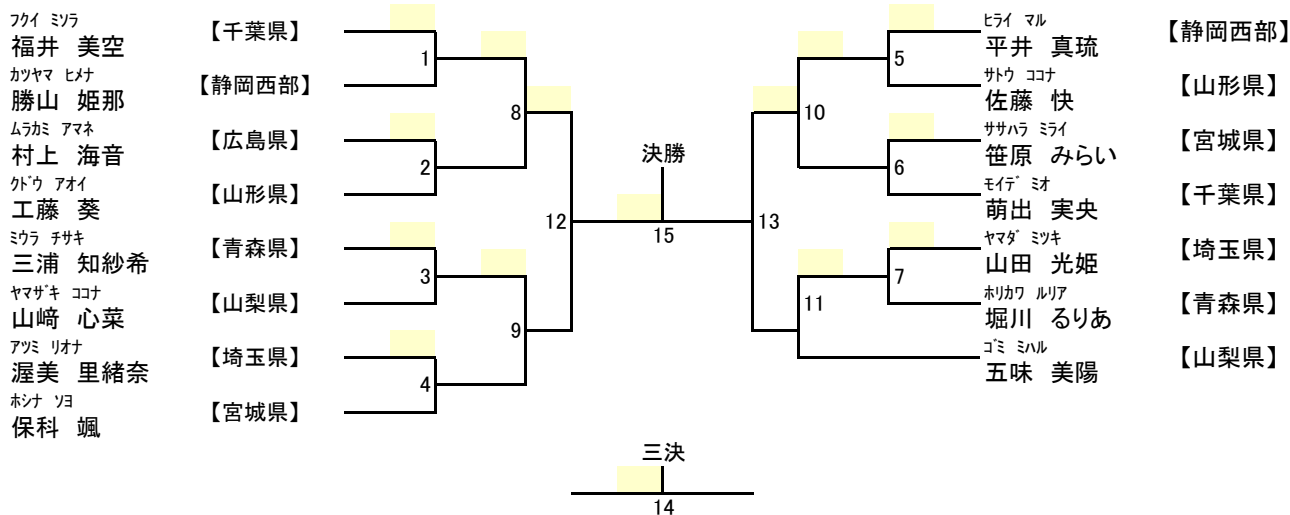 フクイ ミソラ
福井 美空
【千葉県】
1
カツヤマ ヒメナ
勝山 姫那
【静岡西部】
8
ムラカミ アマネ
村上 海音
【広島県】
2
クドウ アオイ
工藤 葵
【山形県】
12
ミウラ チサキ
三浦 知紗希
【青森県】
3
ヤマザキ ココナ
山﨑 心菜
【山梨県】
9
アツミ リオナ
渥美 里緒奈
【埼玉県】
4
ホシナ ソヨ
保科 颯
【宮城県】
決勝
15
三決
14
ヒライ マル
平井 真琉
【静岡西部】
5
サトウ ココナ
佐藤 快
【山形県】
10
ササハラ ミライ
笹原 みらい
【宮城県】
6
モイデ ミオ
萌出 実央
【千葉県】
13
ヤマダ ミツキ
山田 光姫
【埼玉県】
7
ホリカワ ルリア
堀川 るりあ
【青森県】
11
ゴミ ミハル
五味 美陽
【山梨県】